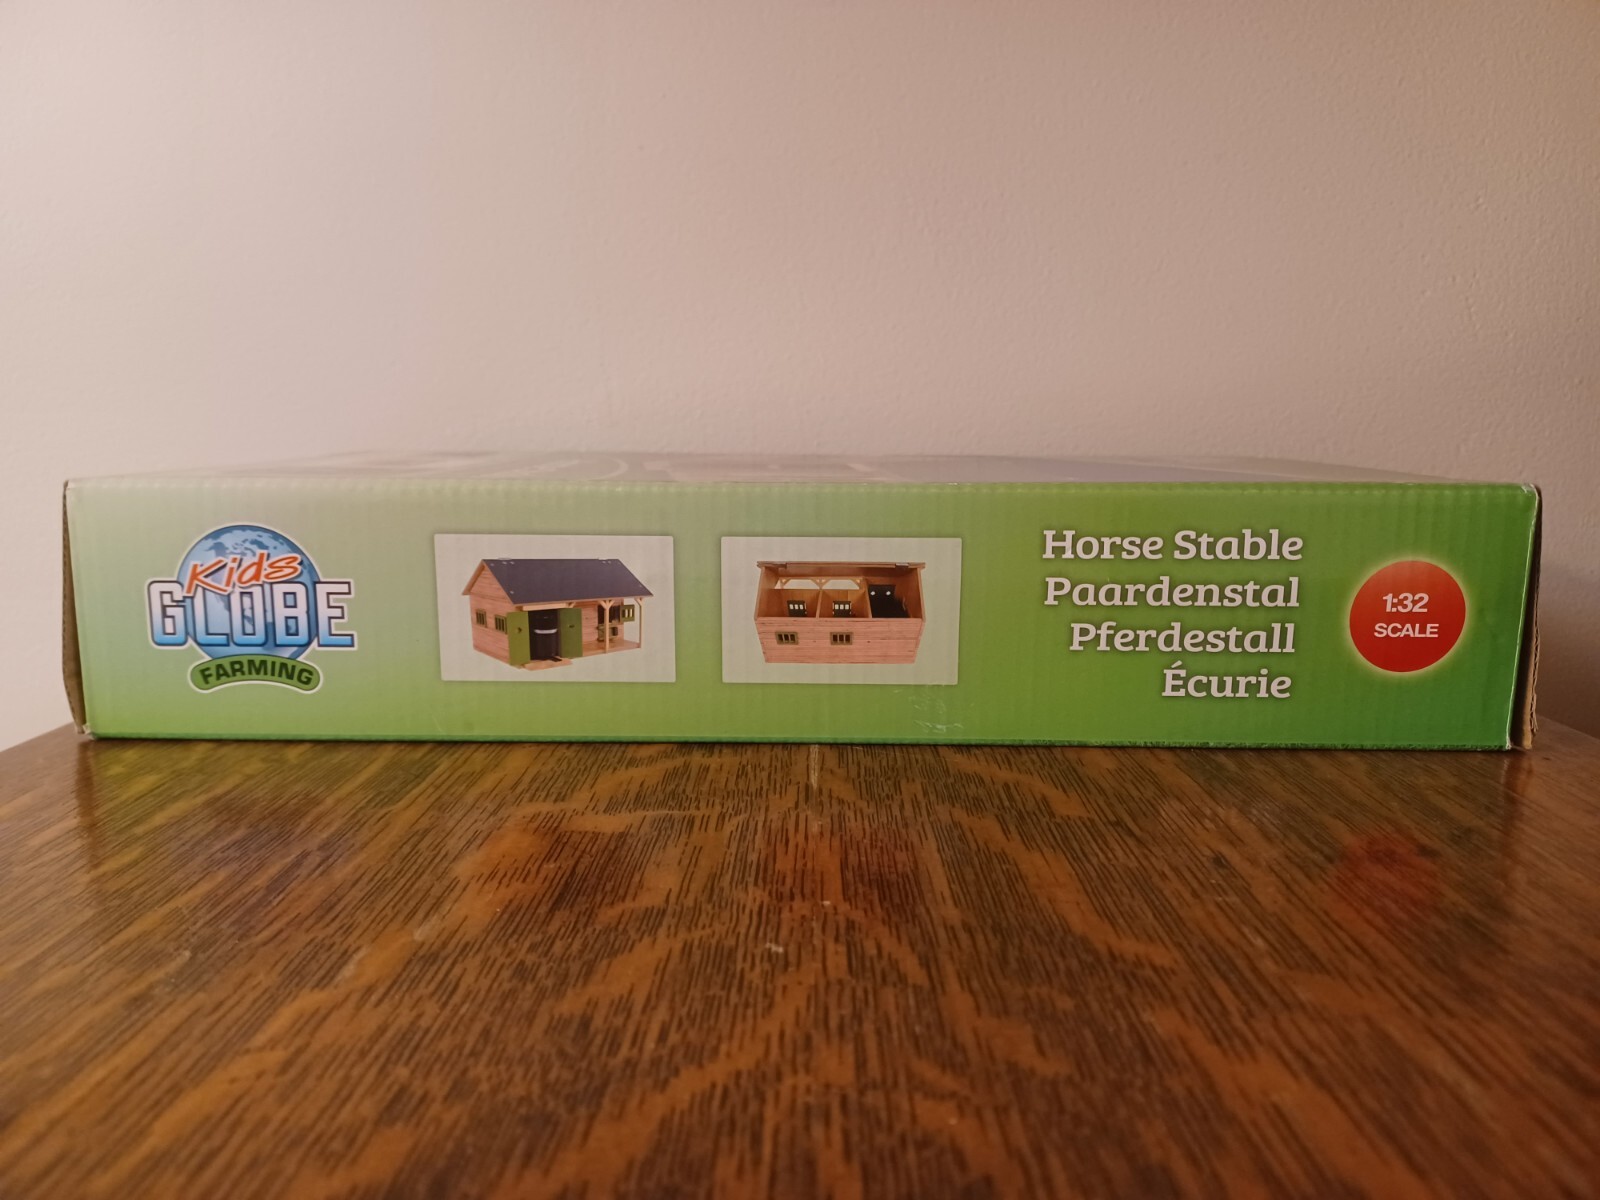 Kids
GLOBE
FARMING
Horse Stable
Paardenstal
Pferdestall
Écurie
1:32
SCALE